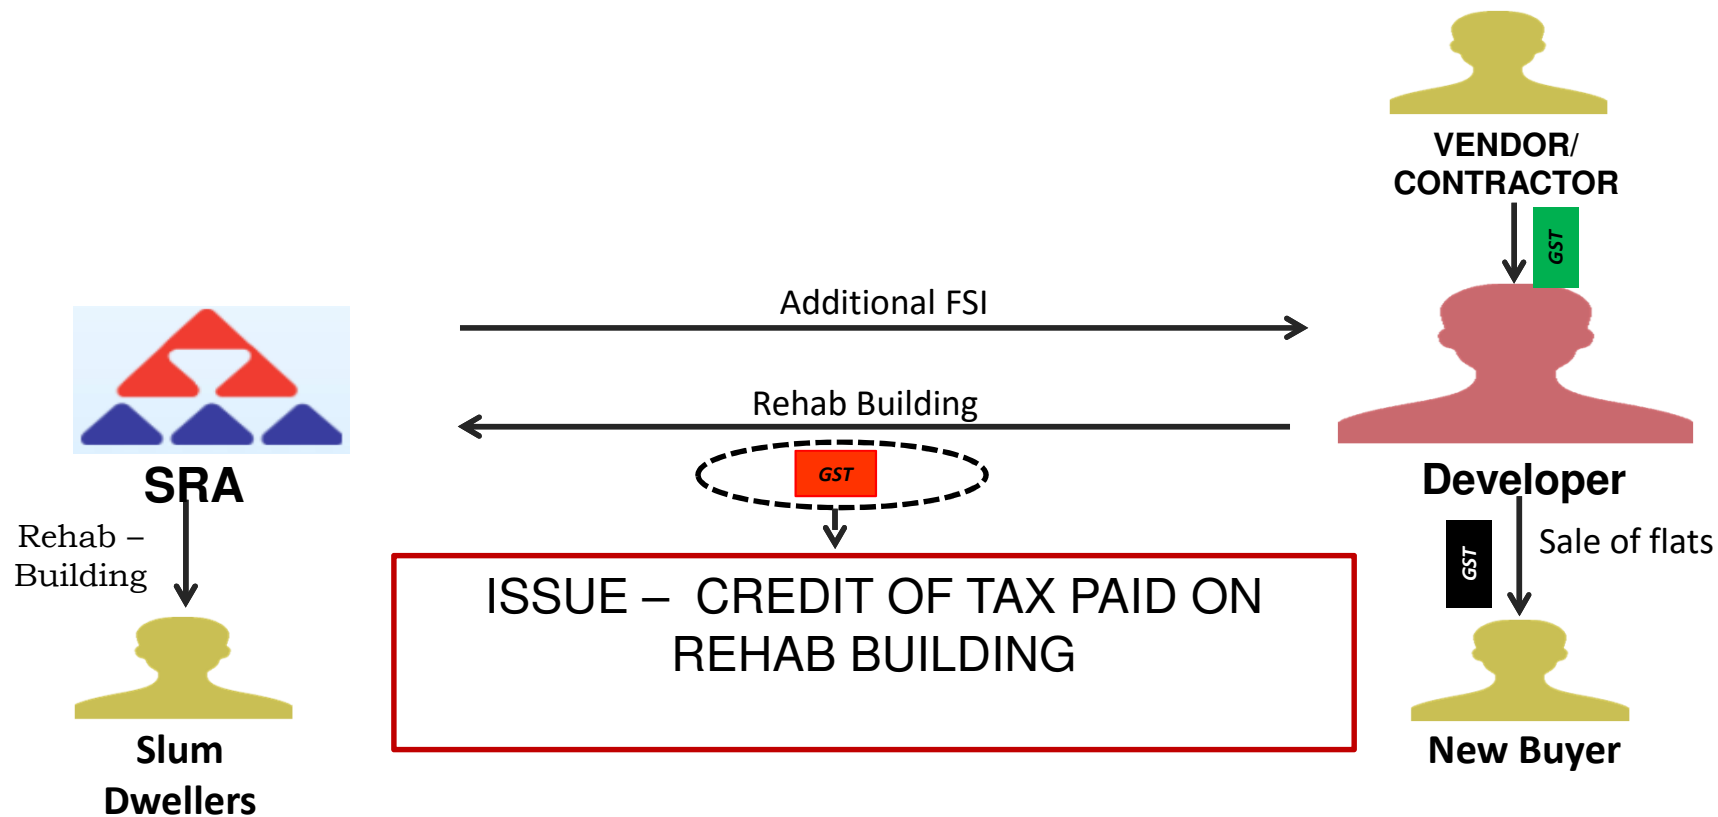 VENDOR/
CONTRACTOR
GST
Additional FSI
Rehab Building
GST
SRA
Developer
Rehab –
Building
GST
Sale of flats
ISSUE – CREDIT OF TAX PAID ON
REHAB BUILDING
Slum
Dwellers
New Buyer